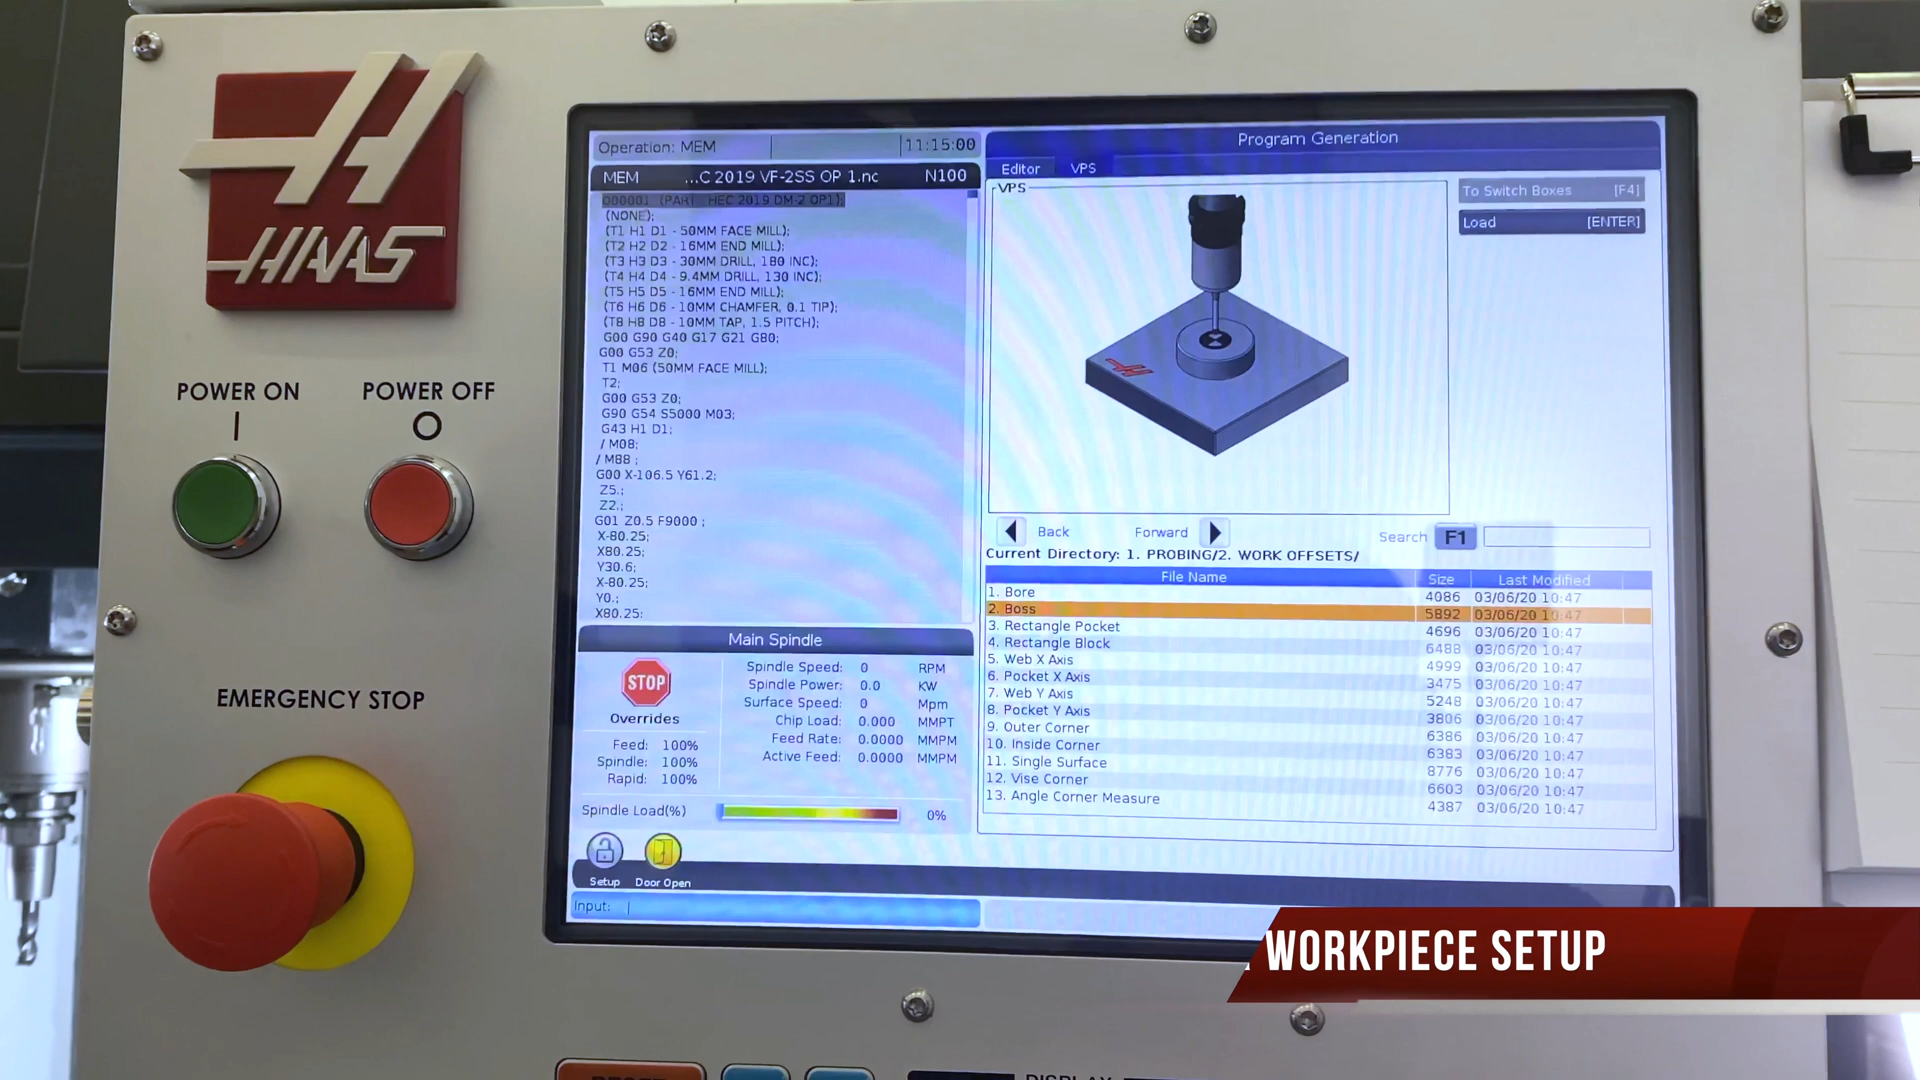 HAAS
POWER ON
POWER OFF
EMERGENCY STOP
Operation: MEM
11:15:00
MEM ...C 2019 VF-2SS OP 1.nc N100
O00001 (PART HEC 2019 DM-2 OP1);
(NONE);
(T1 H1 D1 - 50MM FACE MILL);
(T2 H2 D2 - 16MM END MILL);
(T3 H3 D3 - 30MM DRILL, 180 INC);
(T4 H4 D4 - 9.4MM DRILL, 130 INC);
(T5 H5 D5 - 16MM END MILL);
(T6 H6 D6 - 10MM CHAMFER, 0.1 TIP);
(T8 H8 D8 - 10MM TAP, 1.5 PITCH);
G00 G90 G40 G17 G21 G80;
G00 G53 Z0;
T1 M06 (50MM FACE MILL);
T2;
G00 G53 Z0;
G90 G54 S5000 M03;
G43 H1 D1;
/ M08;
/ M88 ;
G00 X-106.5 Y61.2;
Z5.;
Z2.;
G01 Z0.5 F9000 ;
X-80.25;
X80.25;
Y30.6;
X-80.25;
Y0.;
X80.25;
Main Spindle
STOP
Overrides
Feed: 100%
Spindle: 100%
Rapid: 100%
Spindle Speed: 0 RPM
Spindle Power: 0.0 KW
Surface Speed: 0 Mpm
Chip Load: 0.000 MMPT
Feed Rate: 0.0000 MMPM
Active Feed: 0.0000 MMPM
Spindle Load(%) 0%
Setup
Door Open
Input:
Program Generation
Editor VPS
VPS
To Switch Boxes [F4]
Load [ENTER]
Back Forward
Search F1
Current Directory: 1. PROBING/2. WORK OFFSETS/
File Name Size Last Modified
1. Bore 4086 03/06/20 10:47
2. Boss 5892 03/06/20 10:47
3. Rectangle Pocket 4696 03/06/20 10:47
4. Rectangle Block 6488 03/06/20 10:47
5. Web X Axis 4999 03/06/20 10:47
6. Pocket X Axis 3475 03/06/20 10:47
7. Web Y Axis 5248 03/06/20 10:47
8. Pocket Y Axis 3806 03/06/20 10:47
9. Outer Corner 6386 03/06/20 10:47
10. Inside Corner 6383 03/06/20 10:47
11. Single Surface 8776 03/06/20 10:47
12. Vise Corner 6603 03/06/20 10:47
13. Angle Corner Measure 4387 03/06/20 10:47
WORKPIECE SETUP